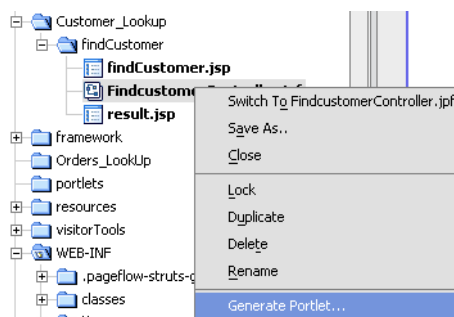 Customer_Lookup
findCustomer
findCustomer.jsp
Switch To FindcustomerController.jpf
result.jsp
Save As..
Close
framework
Orders_LookUp
portlets
resources
visitorTools
WEB-INF
.pageflow-struts-g
classes
Lock
Duplicate
Delete
Rename
Generate Portlet...